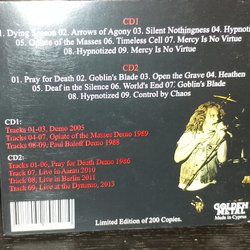 CD1
1. Dying Season 02. Arrows of Agony 03. Silent Nothingness 04. Hypnotized
05. Opiate of the Masses 06. Timeless Cell 07. Mercy Is No Virtue
08.-Hypnotized 09. Mercy Is No Virtue
CD2
1. Pray for Death 02. Goblin's Blade 03. Open the Grave 04. Heathen
05. Deaf in the Silence 06. World's End 07. Goblin's Blade
08. Hypnotized 09. Control by Chaos
CD1:
Tracks 01-03, Demo 2005
Tracks 04-07, Opiate of the Masses Demo 1989
Tracks 08-09, Paul Baloff Demo 1988
CD2:
Tracks 01-06, Pray for Death Demo 1986
Track 07, Live in 2010
Track 08, Live in Berlin 2011
Track 09, Live at the Dynamo, 2013
Limited Edition of 200 Copies.
GOLDEN
METAL
Made in Cyprus